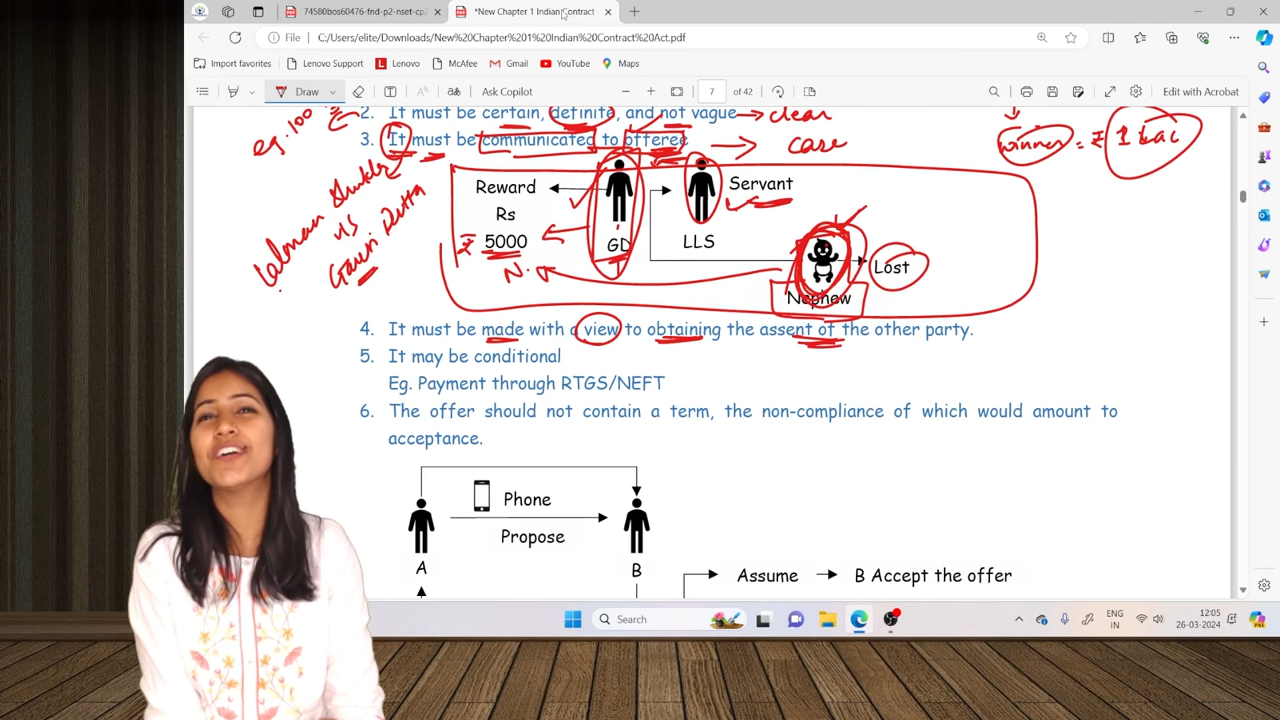 74580bos60476-fnd-p2-nset-cp2
*New Chapter 1 Indian Contract
File
C:/Users/elite/Downloads/New%20Chapter%201%20Indian%20Contract%20Act.pdf
Import favorites
Lenovo Support
Lenovo
McAfee
Gmail
YouTube
Maps
Draw
Ask Copilot
7
of 42
Edit with Acrobat
2. It must be certain, definite, and not vague → clear
eg. 100
3. It must be communicated to offeree → case
winner = ₹ 1 Lac
Reward
Rs
₹ 5000
GD
Servant
LLS
Lost
Nephew
v/s
Gauri Dutta
4. It must be made with a view to obtaining the assent of the other party.
5. It may be conditional
Eg. Payment through RTGS/NEFT
6. The offer should not contain a term, the non-compliance of which would amount to
acceptance.
Phone
Propose
A
B
Assume → B Accept the offer
Search
ENG
IN
12:05
26-03-2024